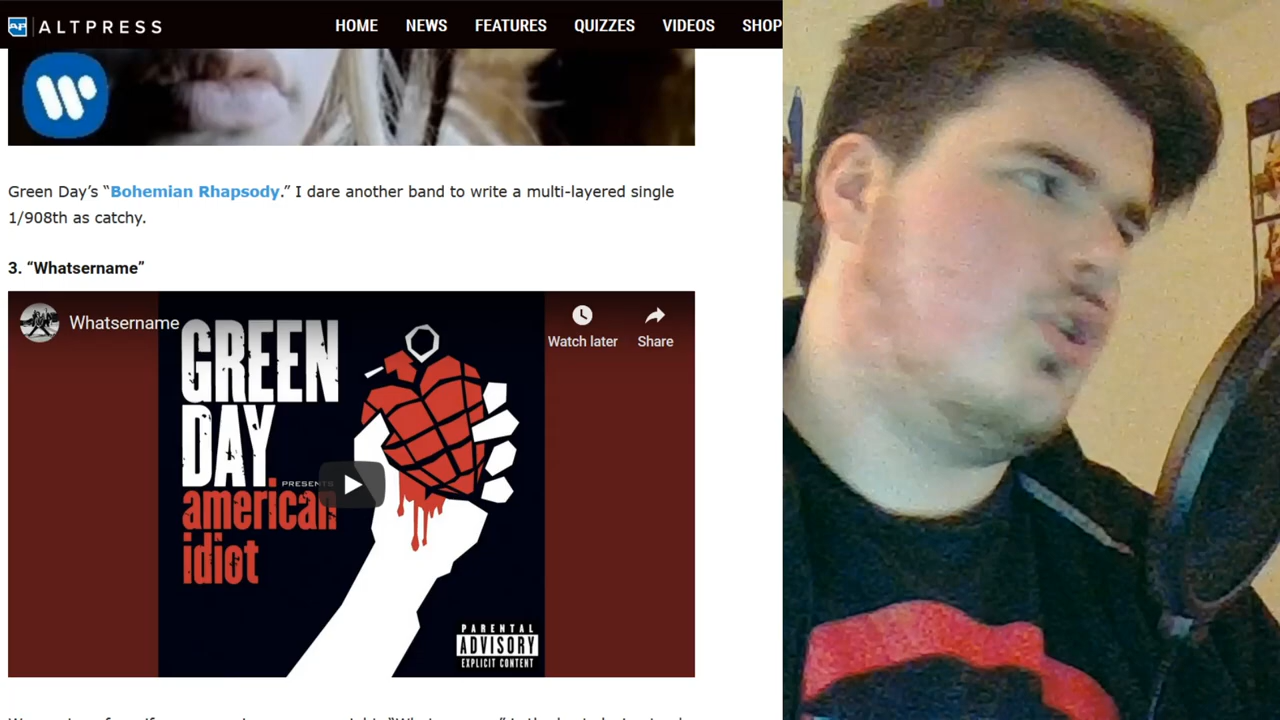 ALTPRESS
HOME NEWS FEATURES QUIZZES VIDEOS SHOP
Green Day's “Bohemian Rhapsody.” I dare another band to write a multi-layered single
1/908th as catchy.
3. “Whatsername”
Whatsername
Watch later
Share
GREEN
DAY
PRESENTS
american
idiot
PARENTAL
ADVISORY
EXPLICIT CONTENT